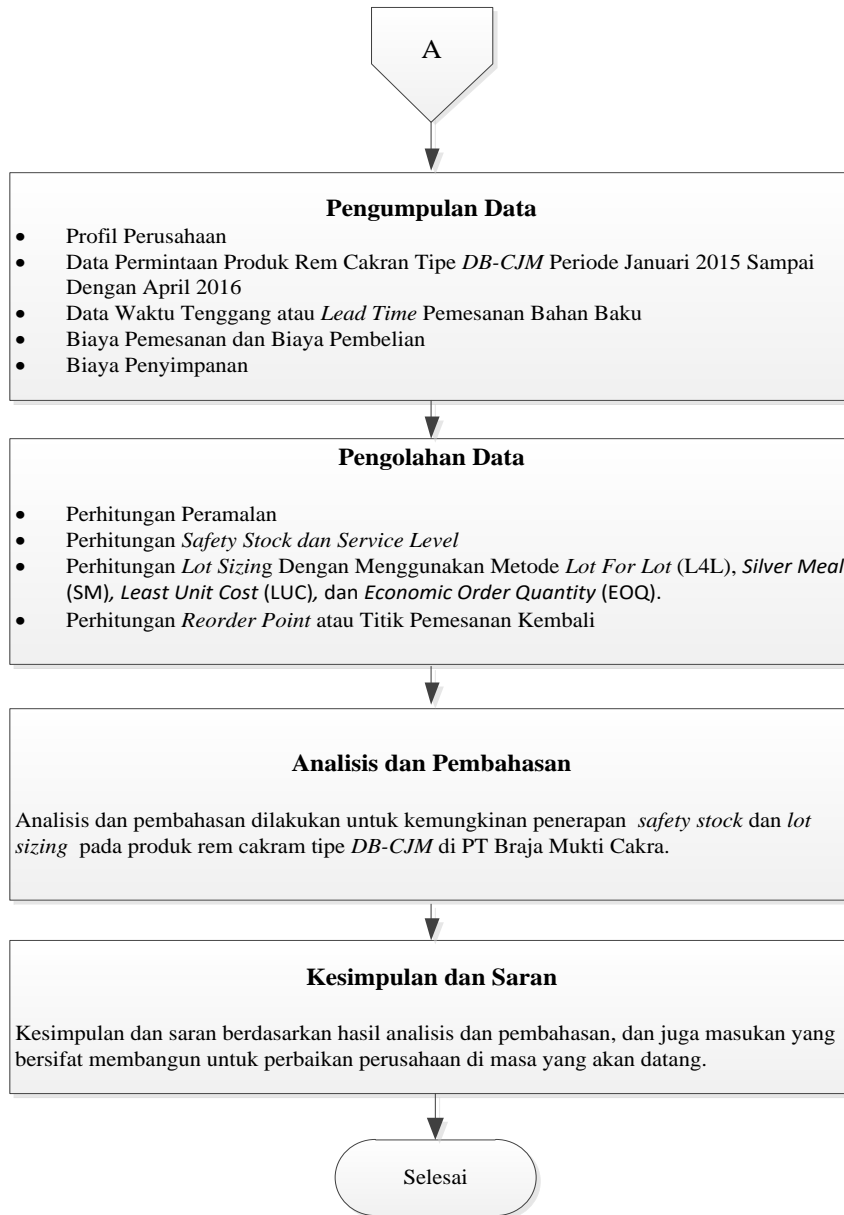 A
Pengumpulan Data
• Profil Perusahaan
• Data Permintaan Produk Rem Cakran Tipe DB-CJM Periode Januari 2015 Sampai
Dengan April 2016
• Data Waktu Tenggang atau Lead Time Pemesanan Bahan Baku
• Biaya Pemesanan dan Biaya Pembelian
• Biaya Penyimpanan
Pengolahan Data
• Perhitungan Peramalan
• Perhitungan Safety Stock dan Service Level
• Perhitungan Lot Sizing Dengan Menggunakan Metode Lot For Lot (L4L), Silver Meal
(SM), Least Unit Cost (LUC), dan Economic Order Quantity (EOQ).
• Perhitungan Reorder Point atau Titik Pemesanan Kembali
Analisis dan Pembahasan
Analisis dan pembahasan dilakukan untuk kemungkinan penerapan safety stock dan lot
sizing pada produk rem cakram tipe DB-CJM di PT Braja Mukti Cakra.
Kesimpulan dan Saran
Kesimpulan dan saran berdasarkan hasil analisis dan pembahasan, dan juga masukan yang
bersifat membangun untuk perbaikan perusahaan di masa yang akan datang.
Selesai